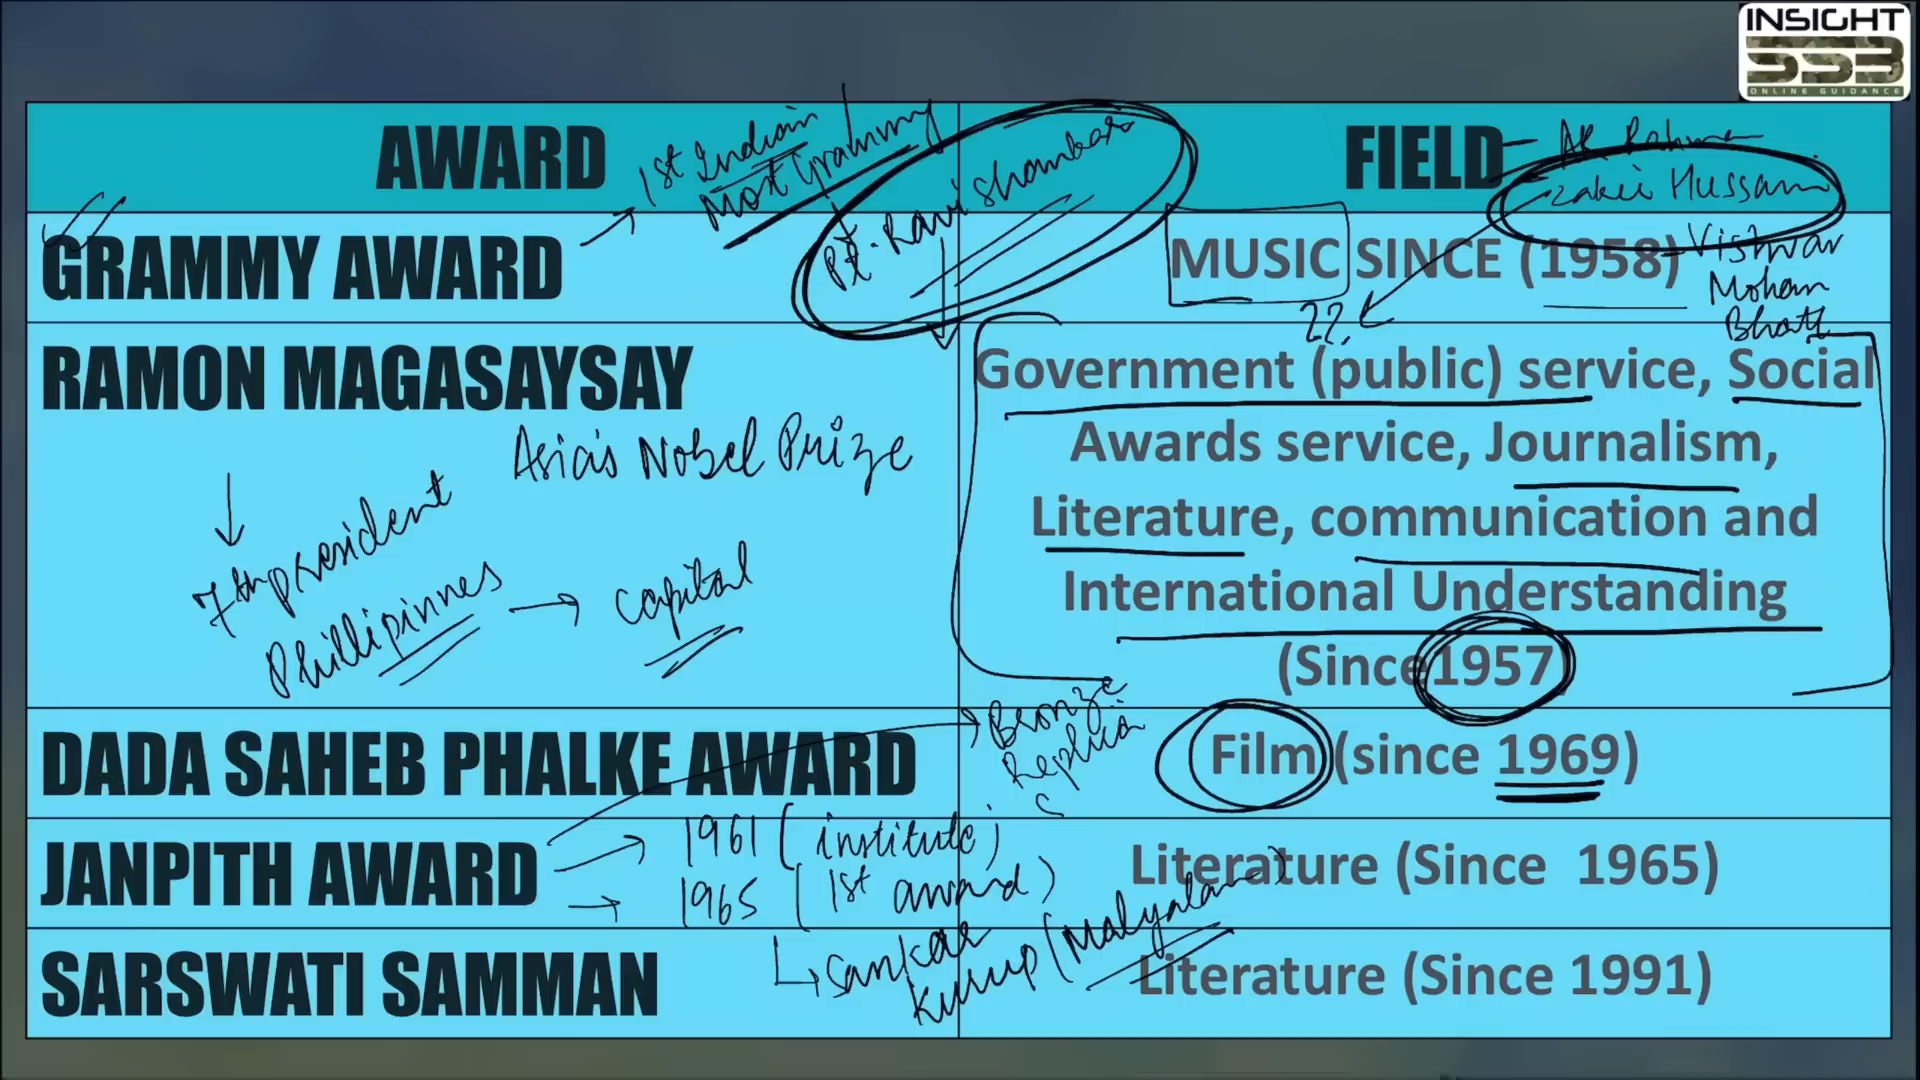 INSIGHT
SSB
ONLINE GUIDANCE
AWARD
1st Indian
Most Grammy
Pt. Ravi Shankar
FIELD
AR Rahman
Zakir Hussain
Vishwa
Mohan
Bhatt
GRAMMY AWARD
MUSIC SINCE (1958)
22.
RAMON MAGASAYSAY
Asia's Nobel Prize
7th president
Phillipinnes
capital
Government (public) service, Social
Awards service, Journalism,
Literature, communication and
International Understanding
(Since 1957)
DADA SAHEB PHALKE AWARD
Bronze
Replica
Film (since 1969)
JANPITH AWARD
1961 (institute)
1965 (1st award)
Sankar
Kurup (Malyalam)
Literature (Since 1965)
SARSWATI SAMMAN
Literature (Since 1991)